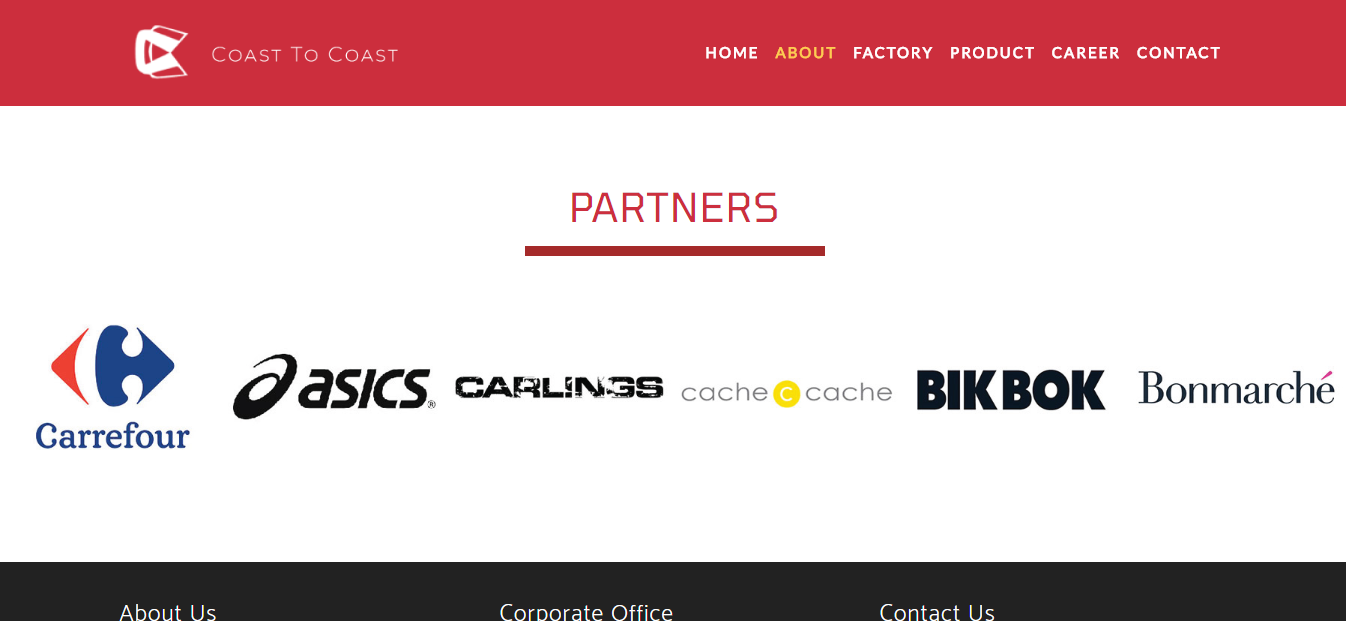 COAST TO COAST
HOME ABOUT FACTORY PRODUCT CAREER CONTACT
PARTNERS
Carrefour
asics®
CARLINGS
cache c cache
BIK BOK
Bonmarché
About Us
Corporate Office
Contact Us